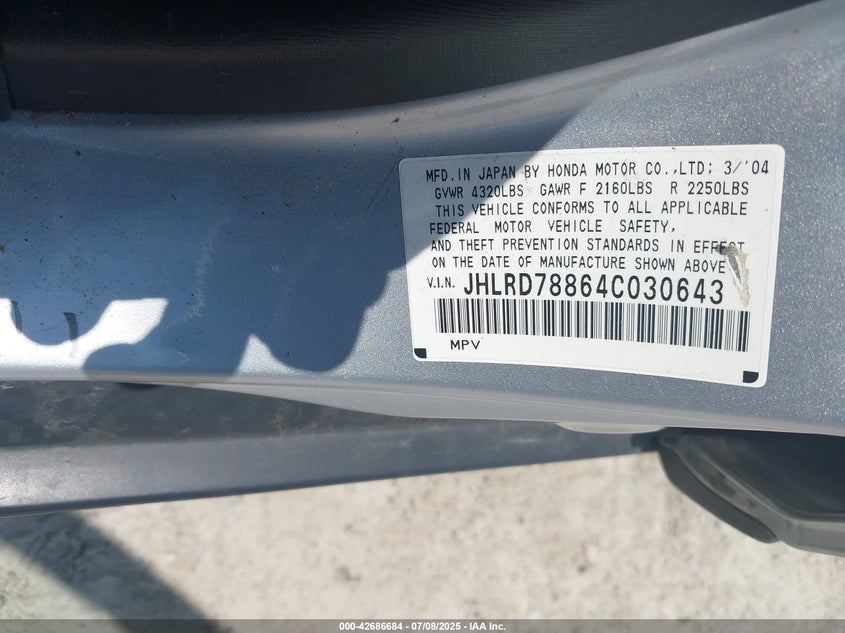 MFD. IN JAPAN BY HONDA MOTOR CO.,LTD; 3/'04
GVWR 4320LBS GAWR F 2160LBS R 2250LBS
THIS VEHICLE CONFORMS TO ALL APPLICABLE
FEDERAL MOTOR VEHICLE SAFETY,
AND THEFT PREVENTION STANDARDS IN EFFECT
ON THE DATE OF MANUFACTURE SHOWN ABOVE
V.I.N. JHLRD78864C030643
MPV
000-42686684 / 07/08/2025 - IAA Inc.